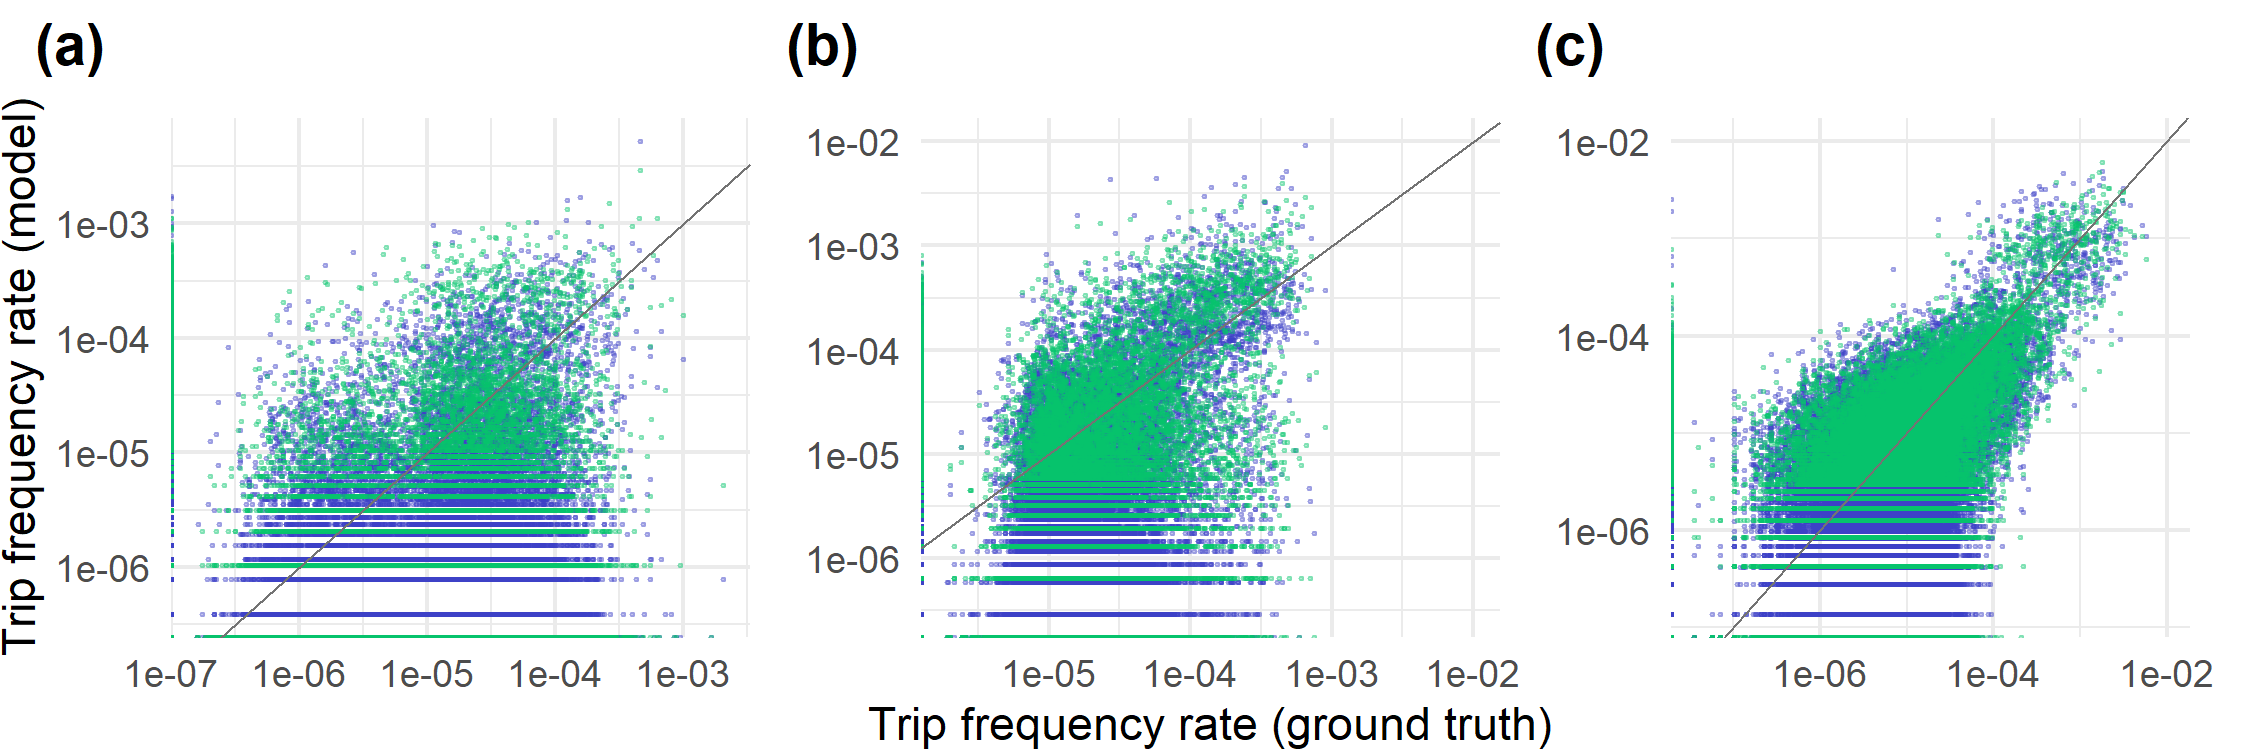 (a)
(b)
(c)
Trip frequency rate (model)
1e-03
1e-04
1e-05
1e-06
1e-07 1e-06 1e-05 1e-04 1e-03
1e-02
1e-03
1e-04
1e-05
1e-06
1e-05 1e-04 1e-03 1e-02
1e-02
1e-04
1e-06
1e-06 1e-04 1e-02
Trip frequency rate (ground truth)